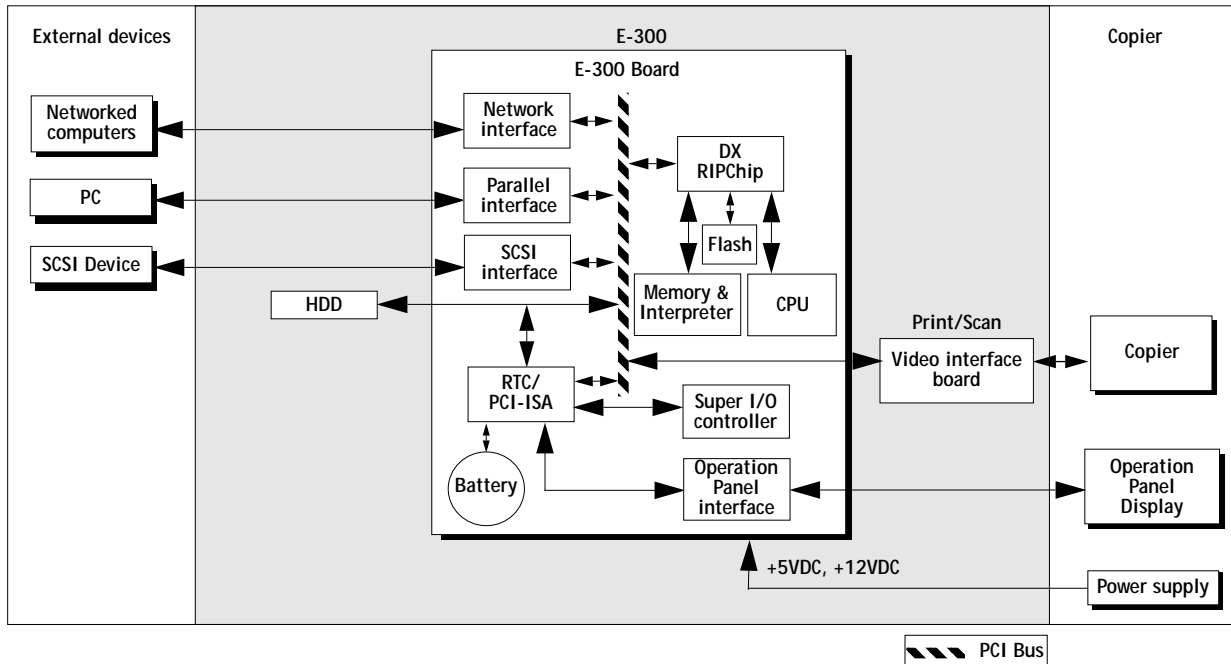 External devices
E-300
Copier
E-300 Board
Networked
computers
Network
interface
DX
RIPChip
PC
Parallel
interface
Flash
SCSI Device
SCSI
interface
HDD
Memory &
Interpreter
CPU
Print/Scan
Video interface
board
Copier
RTC/
PCI-ISA
Super I/O
controller
Battery
Operation
Panel
interface
Operation
Panel
Display
+5VDC, +12VDC
Power supply
PCI Bus